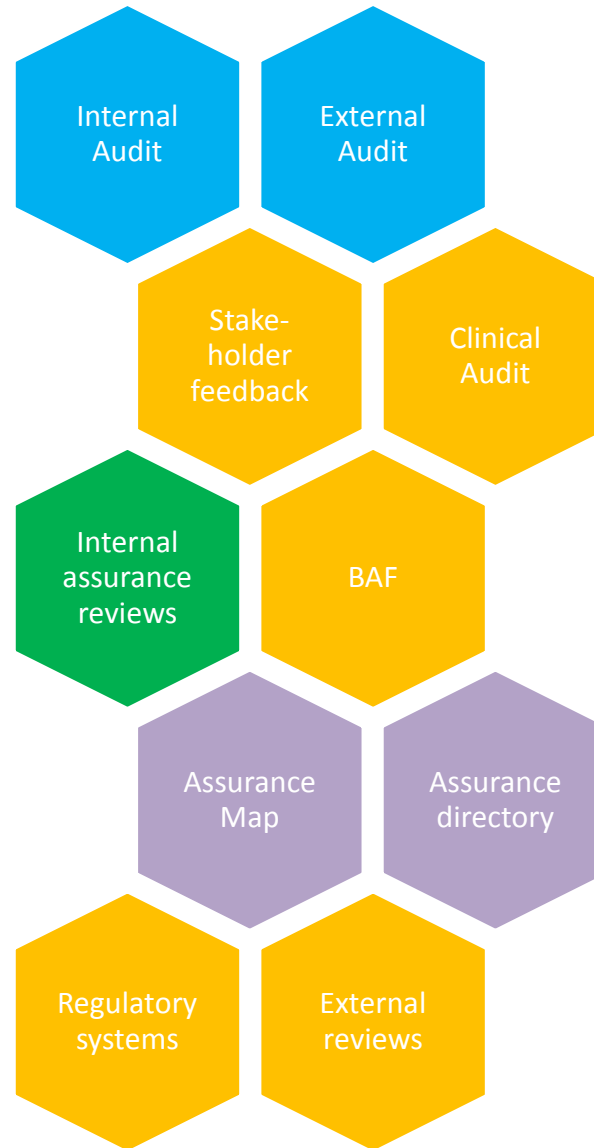 Internal
Audit
External
Audit
Stake-
holder
feedback
Clinical
Audit
Internal
assurance
reviews
BAF
Assurance
Map
Assurance
directory
Regulatory
systems
External
reviews